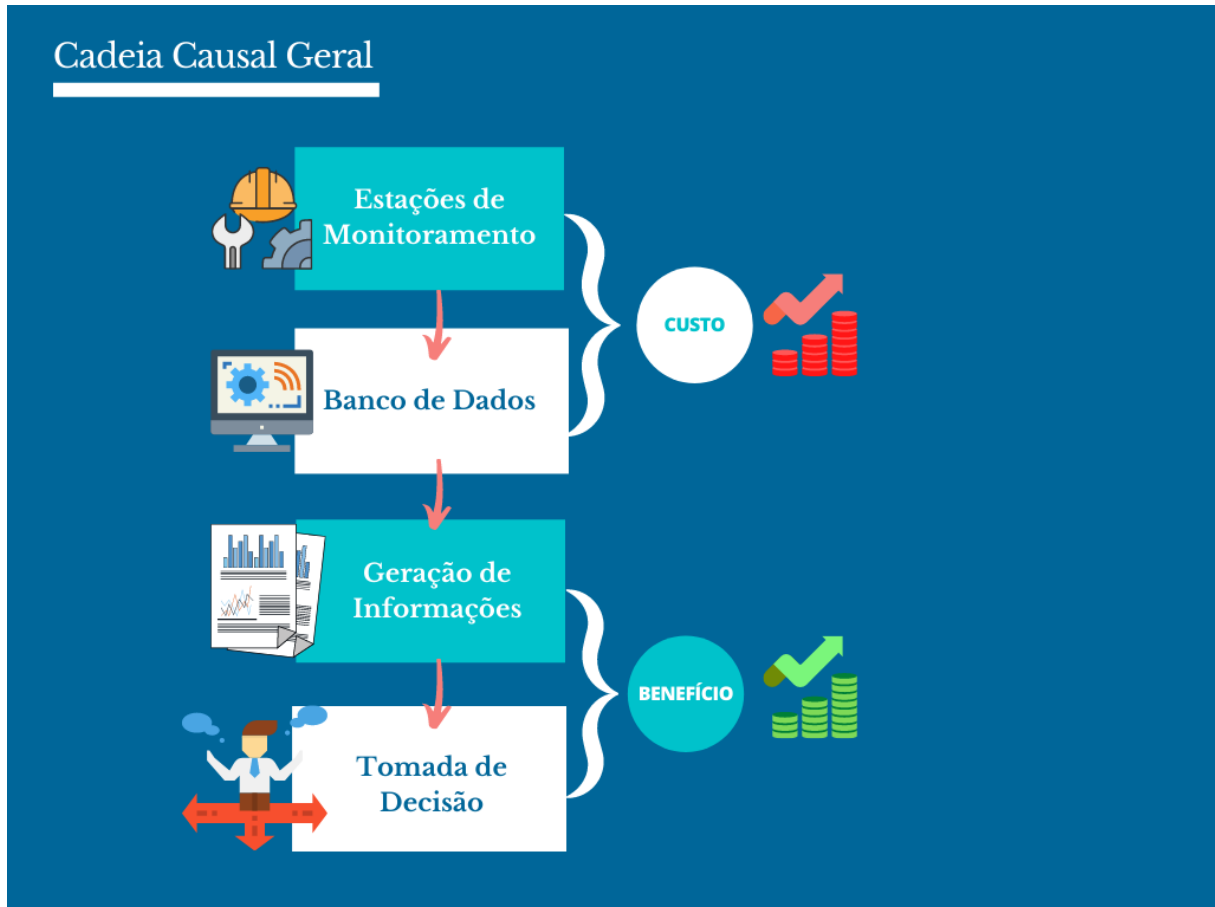 Cadeia Causal Geral
Estações de
Monitoramento
CUSTO
Banco de Dados
Geração de
Informações
BENEFÍCIO
Tomada de
Decisão